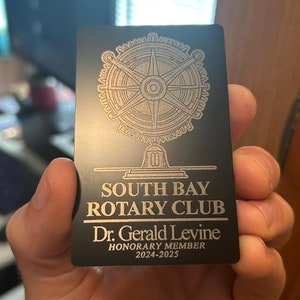 SOUTH BAY
ROTARY CLUB
Dr. Gerald Levine
HONORARY MEMBER
2024-2025